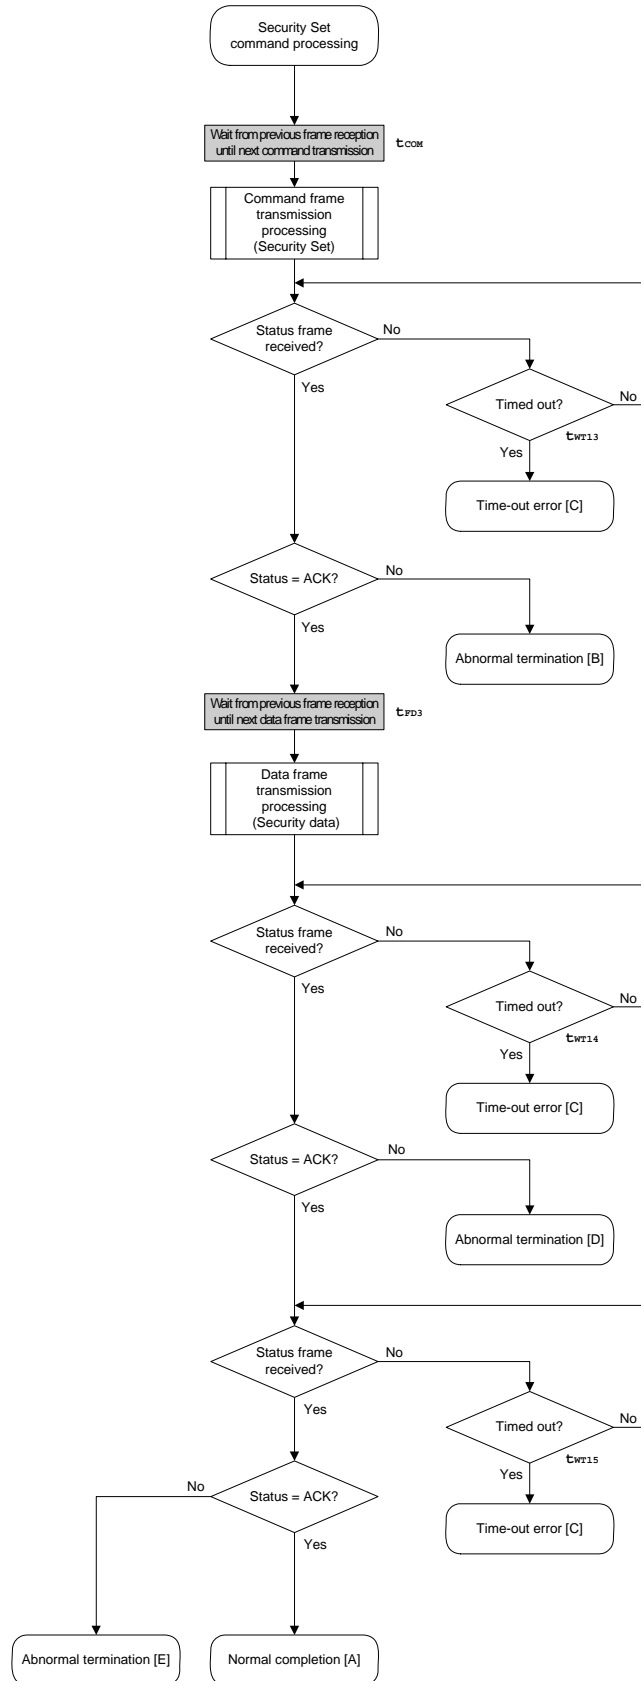 Security Set
command processing
Wait from previous frame reception
until next command transmission
tCOM
Command frame
transmission
processing
(Security Set)
Status frame
received?
No
Yes
Timed out?
No
tWT13
Yes
Time-out error [C]
Status = ACK?
No
Yes
Abnormal termination [B]
Wait from previous frame reception
until next data frame transmission
tFD3
Data frame
transmission
processing
(Security data)
Status frame
received?
No
Yes
Timed out?
No
tWT14
Yes
Time-out error [C]
Status = ACK?
No
Yes
Abnormal termination [D]
Status frame
received?
No
Yes
Timed out?
No
tWT15
Yes
Time-out error [C]
No
Status = ACK?
Yes
Abnormal termination [E]
Normal completion [A]